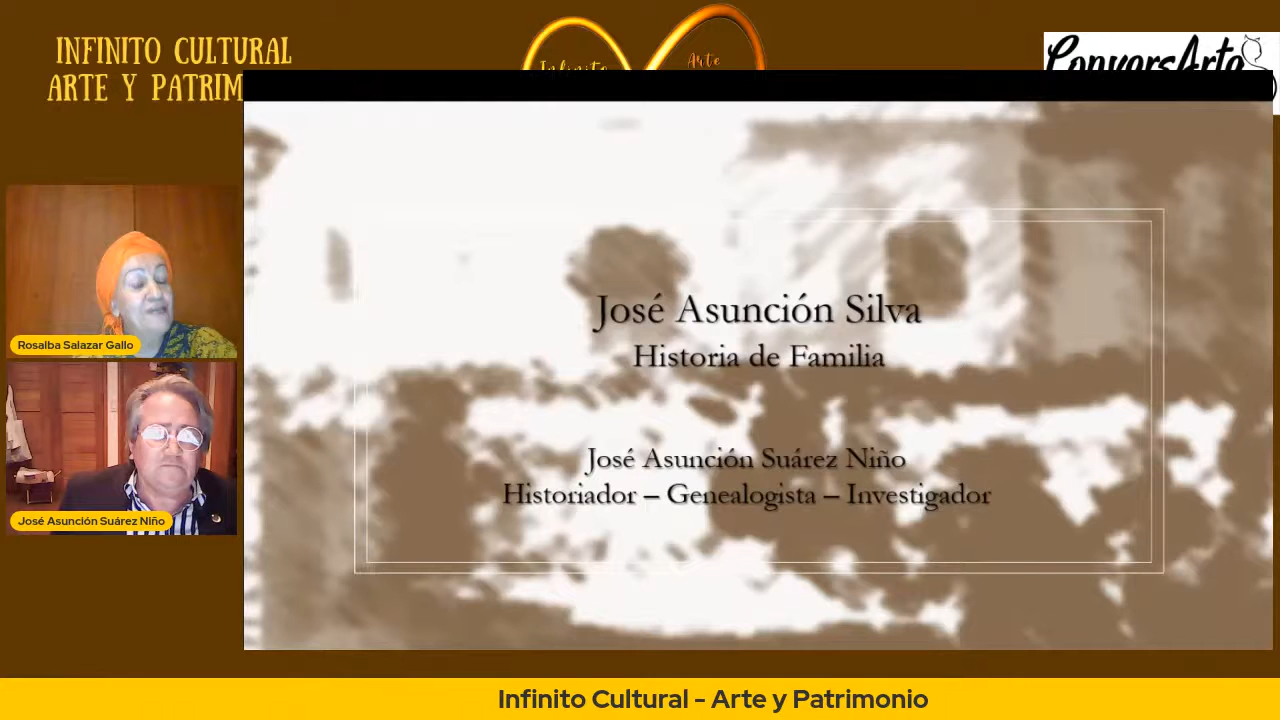 INFINITO CULTURAL
ARTE Y PATRIM
Infinito
Arte
ConversArte
José Asunción Silva
Historia de Familia
José Asunción Suárez Niño
Historiador – Genealogista – Investigador
Rosalba Salazar Gallo
José Asunción Suárez Niño
Infinito Cultural - Arte y Patrimonio